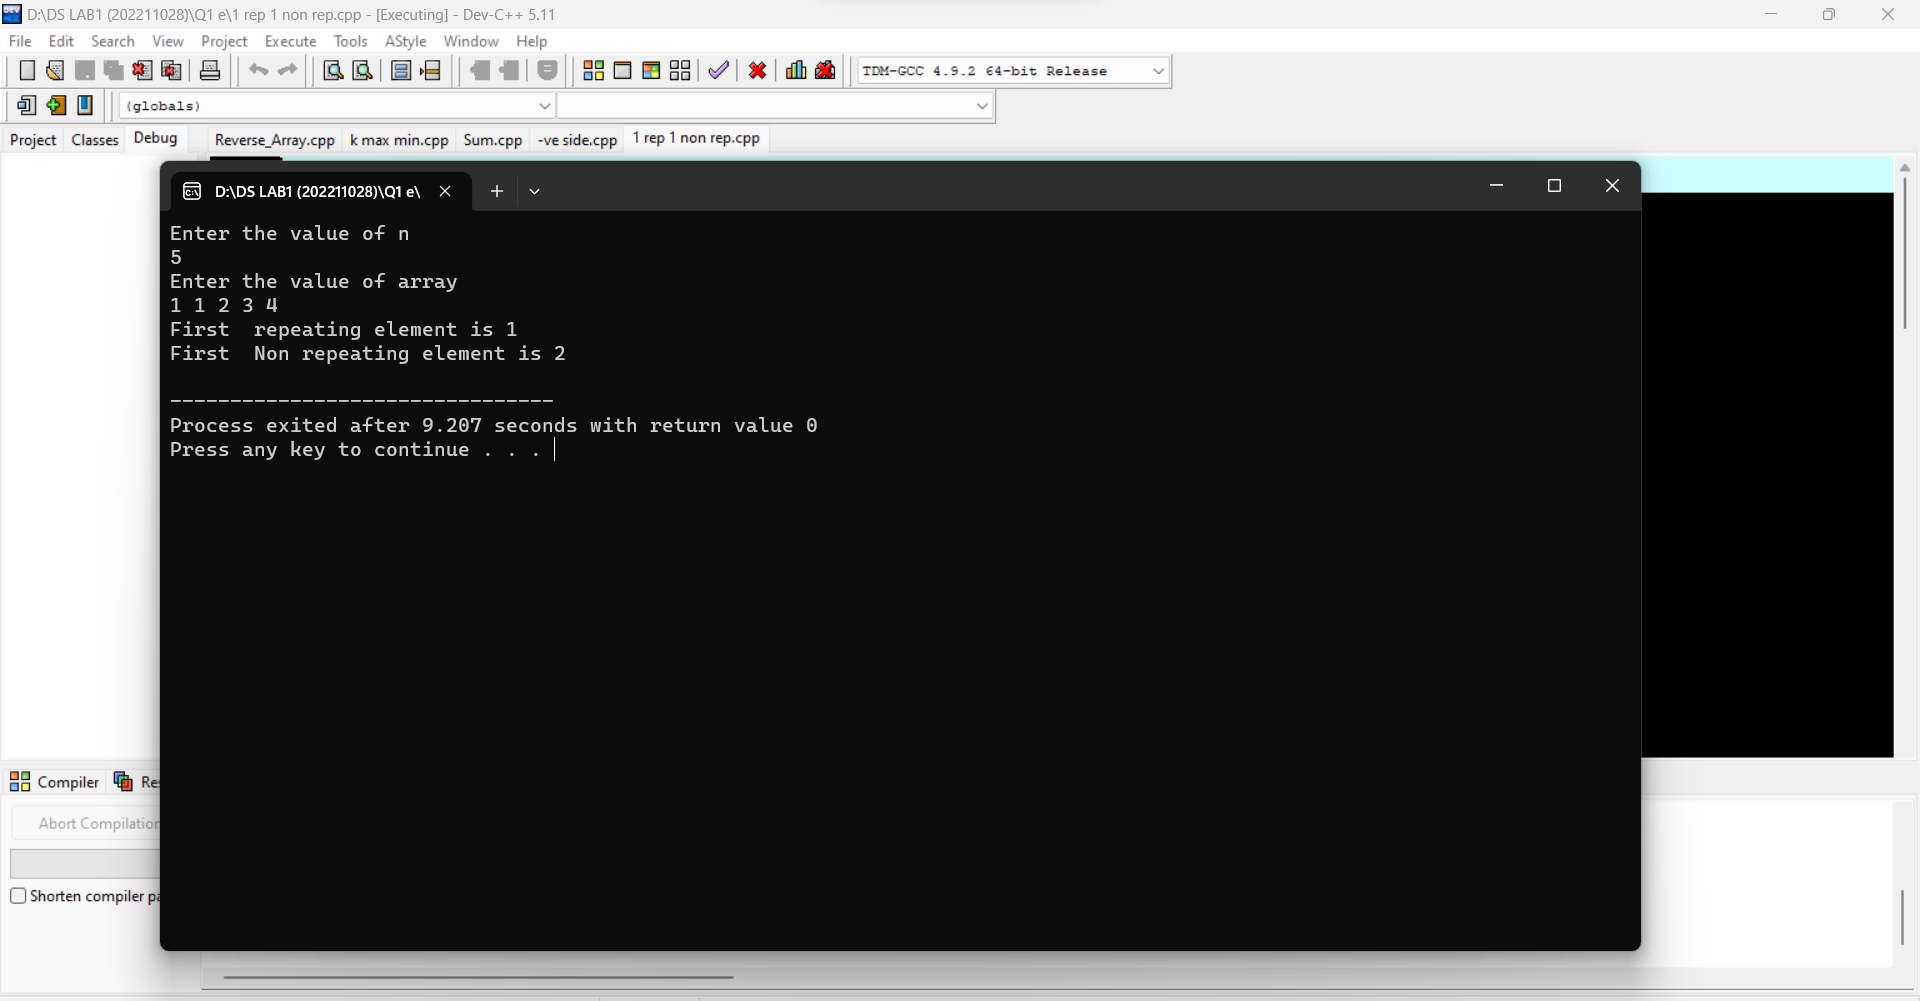 D:\DS LAB1 (202211028)\Q1 e\1 rep 1 non rep.cpp - [Executing] - Dev-C++ 5.11
File Edit Search View Project Execute Tools AStyle Window Help
TDM-GCC 4.9.2 64-bit Release
(globals)
Project Classes Debug Reverse_Array.cpp k max min.cpp Sum.cpp -ve side.cpp 1 rep 1 non rep.cpp
D:\DS LAB1 (202211028)\Q1 e\
Enter the value of n
5
Enter the value of array
1 1 2 3 4
First  repeating element is 1
First  Non repeating element is 2
--------------------------------
Process exited after 9.207 seconds with return value 0
Press any key to continue . . .
Compiler
Abort Compilation
Shorten compiler